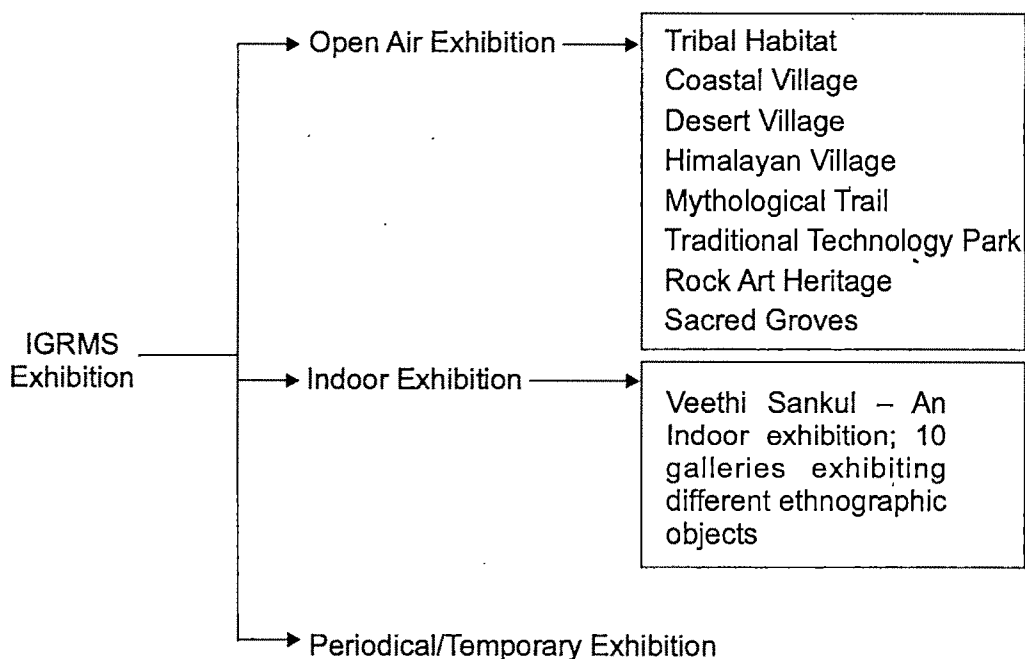 Open Air Exhibition
Tribal Habitat
Coastal Village
Desert Village
Himalayan Village
Mythological Trail
Traditional Technology Park
Rock Art Heritage
Sacred Groves
IGRMS
Exhibition
Indoor Exhibition
Veethi Sankul – An
Indoor exhibition; 10
galleries exhibiting
different ethnographic
objects
Periodical/Temporary Exhibition